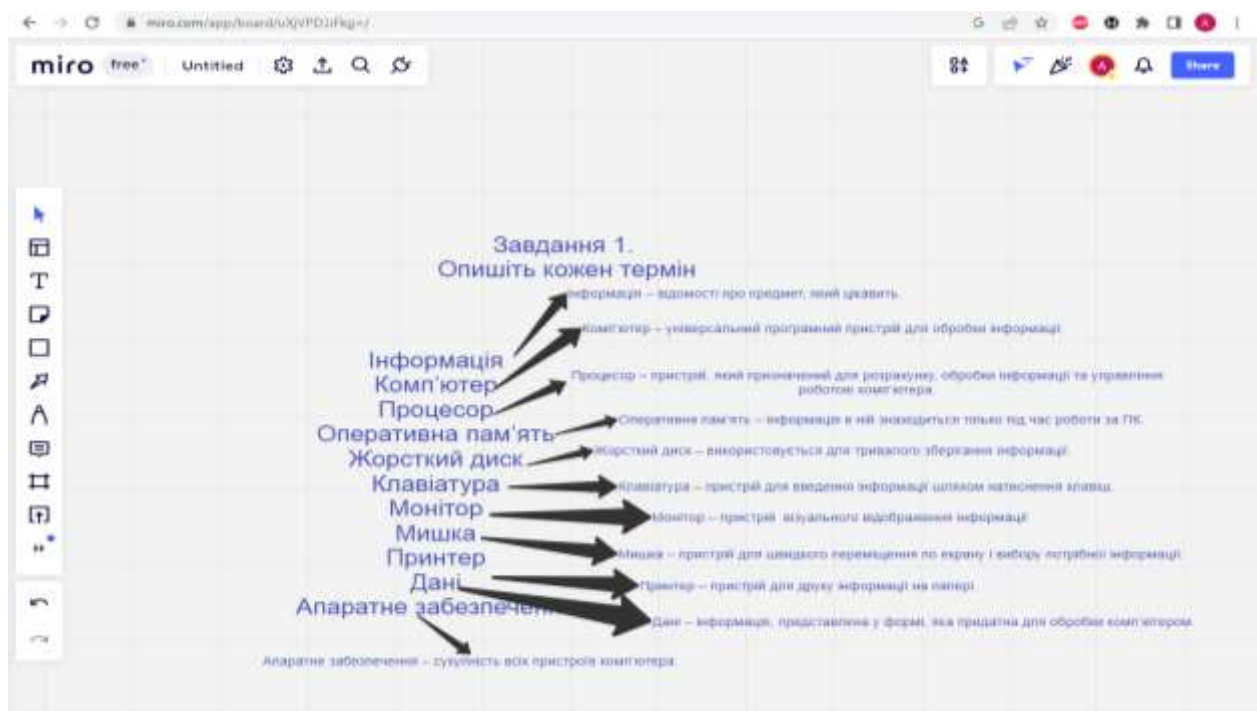 miro.com/app/board/
miro free Untitled
Share
Завдання 1.
Опишіть кожен термін
Інформація – відомості про предмет, який цікавить.
Комп'ютер – універсальний програмний пристрій для обробки інформації
Інформація
Комп'ютер
Процесор – пристрій, який призначений для розрахунку, обробки інформації та управління
роботою комп'ютера.
Процесор
Оперативна пам'ять – інформація в ній знаходиться тільки під час роботи за ПК.
Оперативна пам'ять
Жорсткий диск – використовується для тривалого зберігання інформації.
Жорсткий диск
Клавіатура – пристрій для введення інформації шляхом натиснення клавіш.
Клавіатура
Монітор – пристрій візуального відображення інформації
Монітор
Мишка
Мишка – пристрій для швидкого переміщення по екрану і вибору потрібної інформації
Принтер
Принтер – пристрій для друку інформації на папері
Дані
Апаратне забезпечен
Дані – інформація, представлена у формі, яка придатна для обробки комп'ютером
Апаратне забезпечення – сукупність всіх пристроїв комп'ютера.